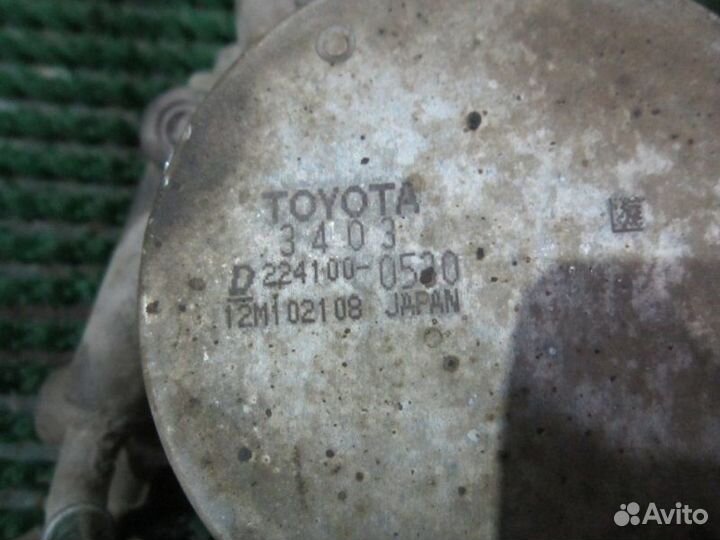 TOYOTA
3403
D 224100-0530
12M102108 JAPAN
Avito